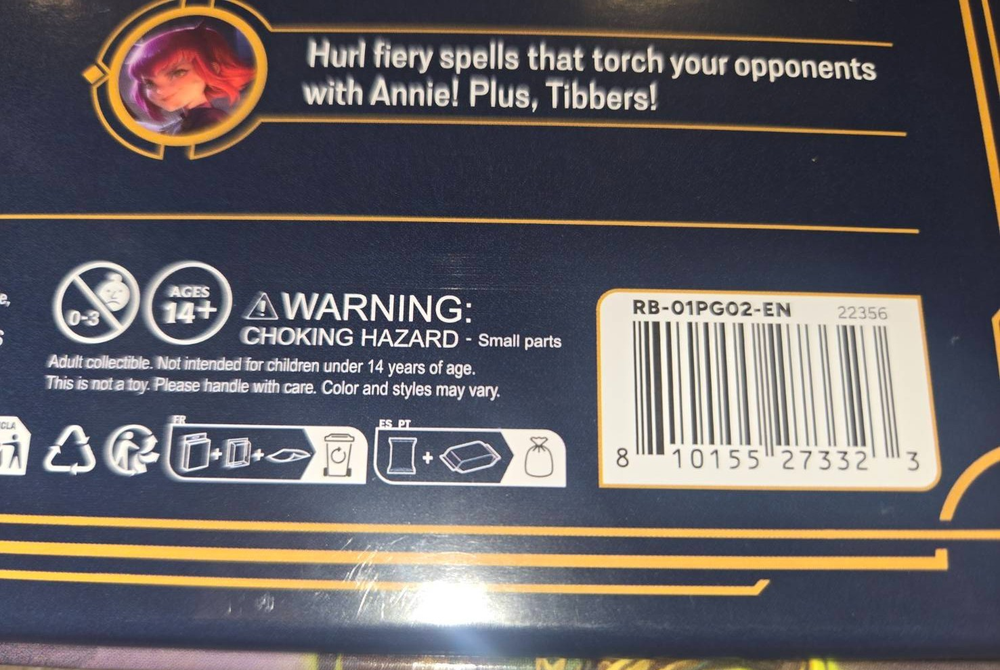 Hurl fiery spells that torch your opponents
with Annie! Plus, Tibbers!
e,
s
0-3
AGES
14+
WARNING:
CHOKING HAZARD - Small parts
Adult collectible. Not intended for children under 14 years of age.
This is not a toy. Please handle with care. Color and styles may vary.
CLA
FR
+
+
ES PT
+
RB-01PG02-EN 22356
8 10155 27332 3